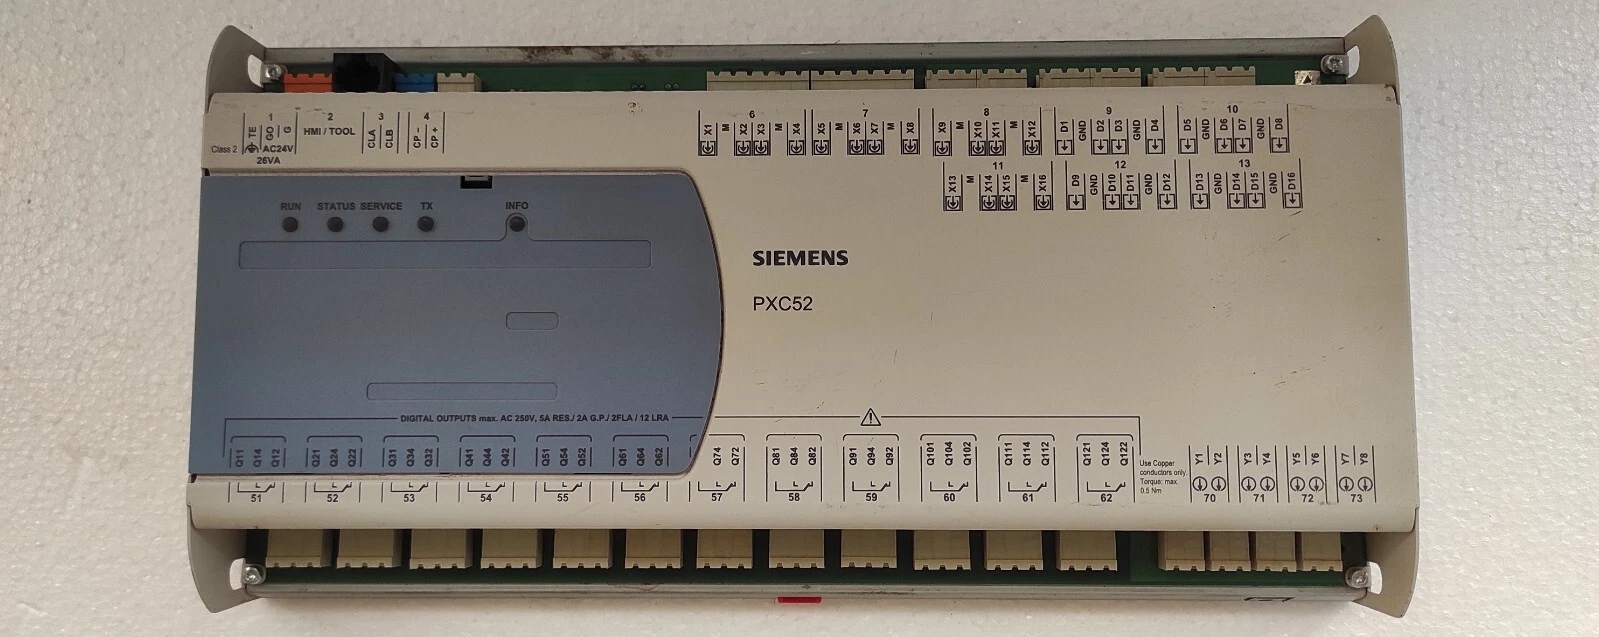 1 2 3 4
TE GO G HMI / TOOL CLA CLB CP - CP +
Class 2 AC24V
26VA
6 7 8 9 10
X1 M X2 X3 M X4 X5 M X6 X7 M X8 X9 M X10 X11 M X12 D1 GND D2 D3 GND D4 D5 GND D6 D7 GND D8
11 12 13
X13 M X14 X15 M X16 D9 GND D10 D11 GND D12 D13 GND D14 D15 GND D16
RUN STATUS SERVICE TX INFO
SIEMENS
PXC52
DIGITAL OUTPUTS max. AC 250V, 5A RES./ 2A G.P./ 2FLA / 12 LRA
Q11 Q14 Q12 Q21 Q24 Q22 Q31 Q34 Q32 Q41 Q44 Q42 Q51 Q54 Q52 Q61 Q64 Q62 Q74 Q72 Q81 Q84 Q82 Q91 Q94 Q92 Q101 Q104 Q102 Q111 Q114 Q112 Q121 Q124 Q122
Use Copper
conductors only.
Torque: max.
0.5 Nm
Y1 Y2 Y3 Y4 Y5 Y6 Y7 Y8
51 52 53 54 55 56 57 58 59 60 61 62 70 71 72 73